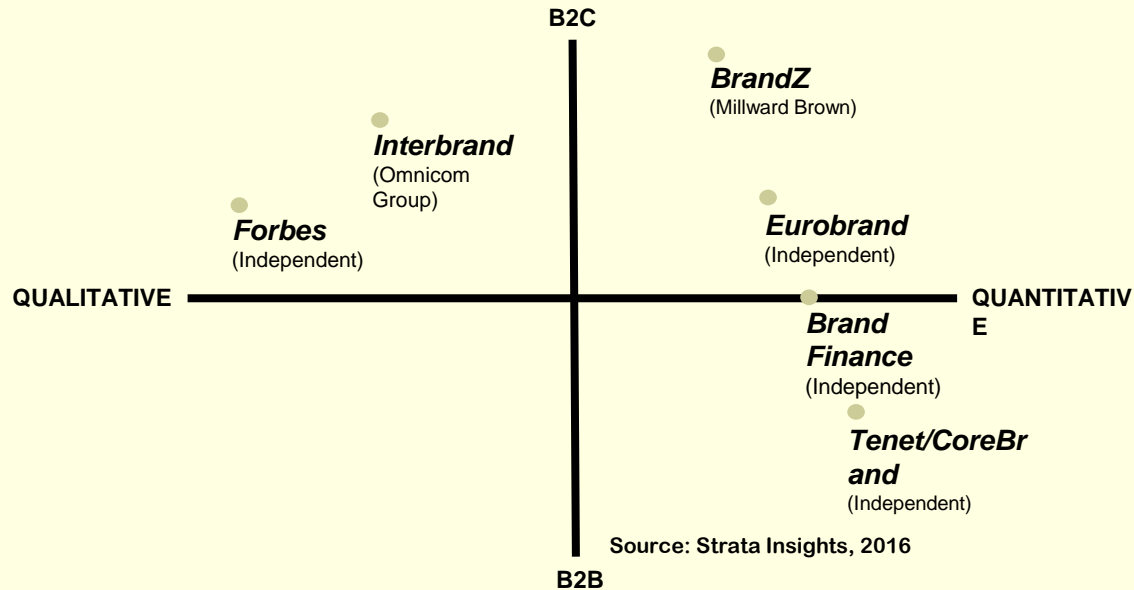 B2C
BrandZ
(Millward Brown)
Interbrand
(Omnicom
Group)
Forbes
(Independent)
Eurobrand
(Independent)
QUALITATIVE
QUANTITATIV
E
Brand
Finance
(Independent)
Tenet/CoreBr
and
(Independent)
Source: Strata Insights, 2016
B2B